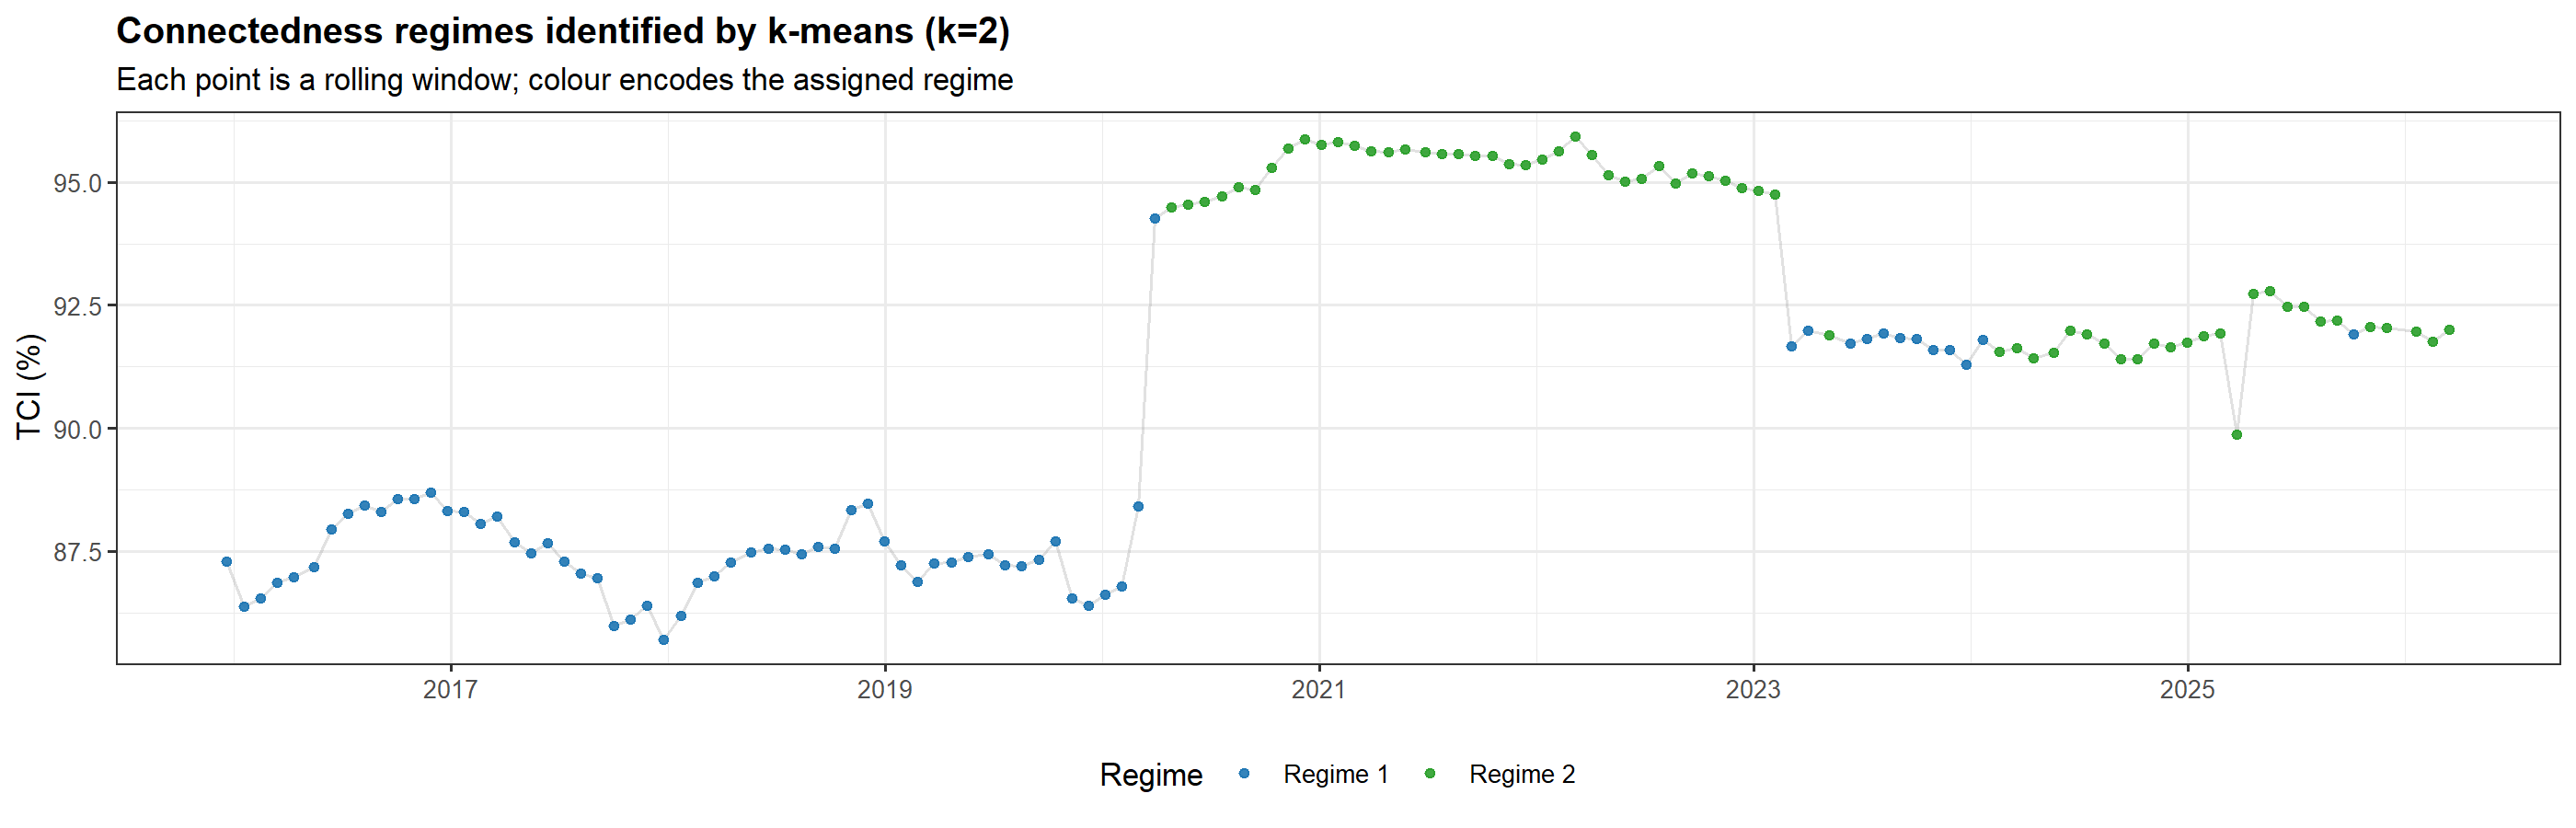 Connectedness regimes identified by k-means (k=2)
Each point is a rolling window; colour encodes the assigned regime
TCI (%)
95.0
92.5
90.0
87.5
2017 2019 2021 2023 2025
Regime Regime 1 Regime 2